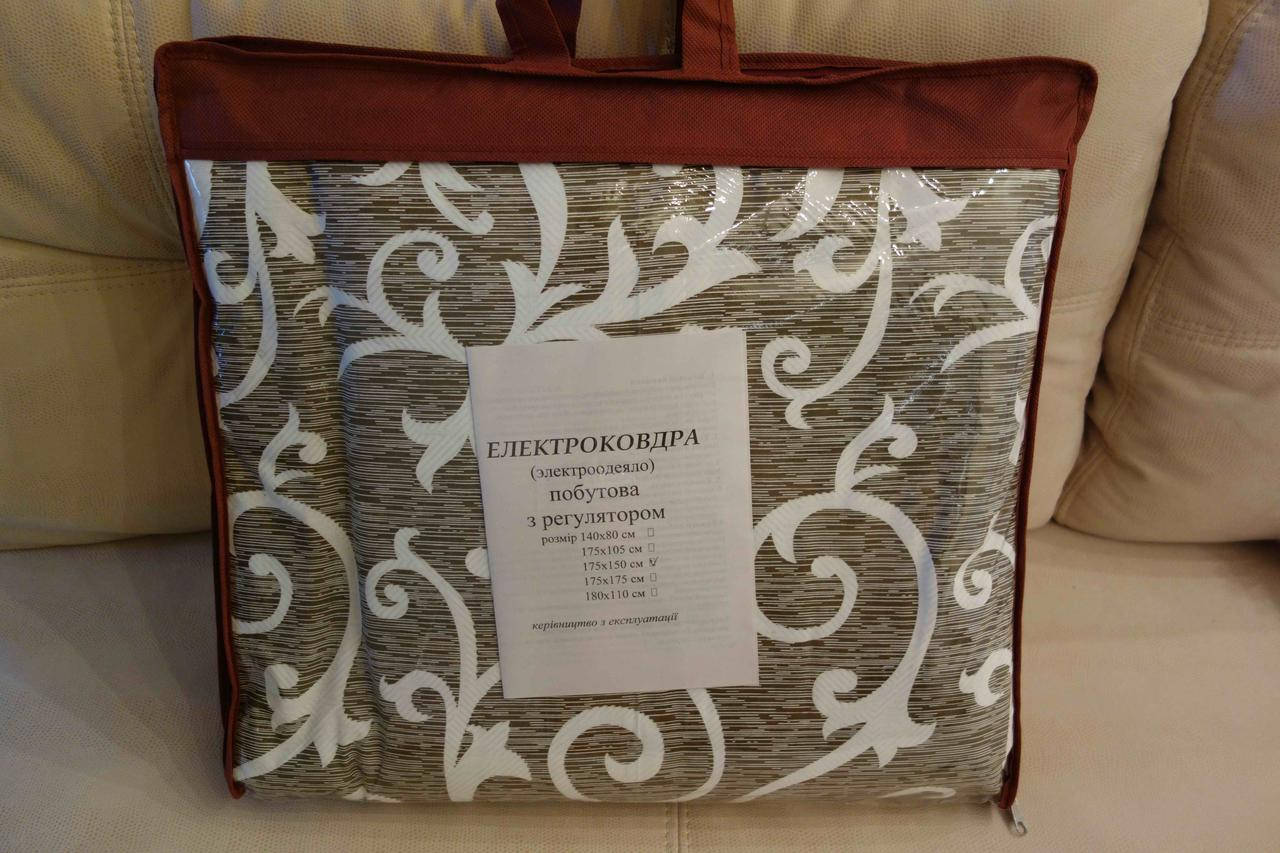 ЕЛЕКТРОКОВДРА
(электроодеяло)
побутова
з регулятором
розмір 140х80 см ☐
175х105 см ☐
175х150 см ☑
175х175 см ☐
180х110 см ☐
керівництво з експлуатації